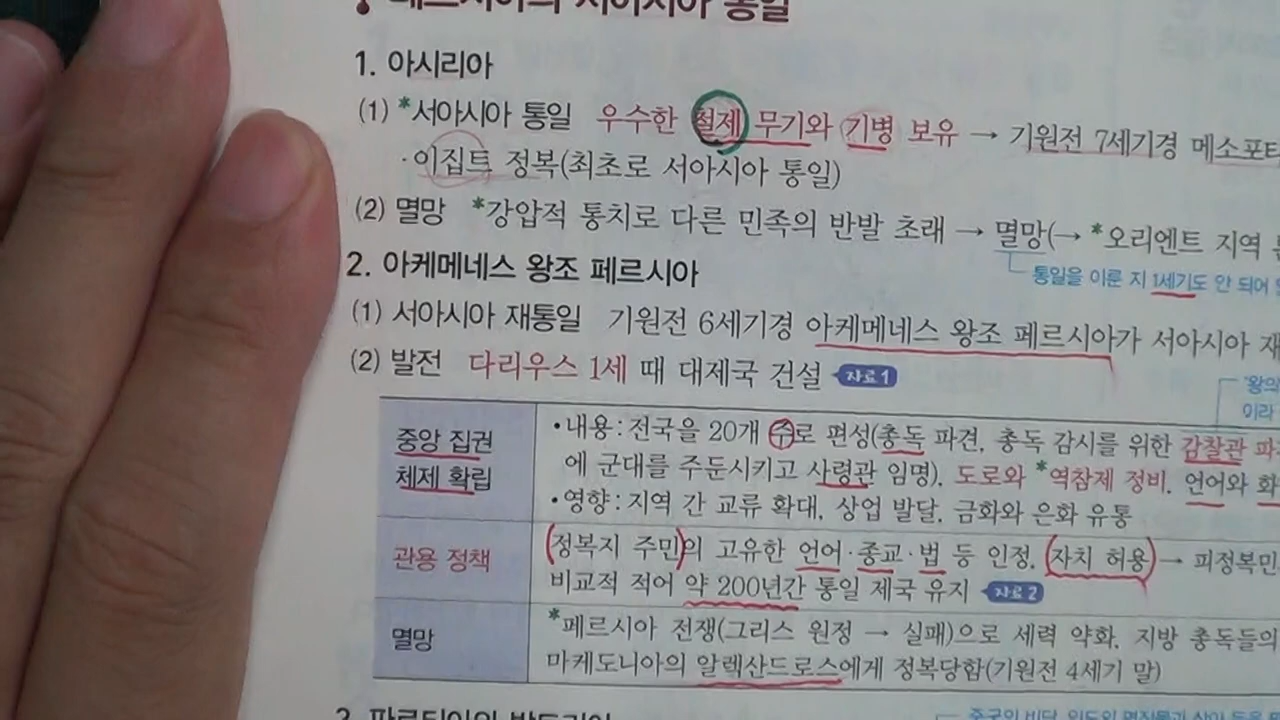 페르시아의 서아시아 통일
1. 아시리아
(1) *서아시아 통일 우수한 철제 무기와 기병 보유 → 기원전 7세기경 메소포타
·이집트 정복(최초로 서아시아 통일)
(2) 멸망 *강압적 통치로 다른 민족의 반발 초래 → 멸망(→ *오리엔트 지역
통일을 이룬 지 1세기도 안 되어
2. 아케메네스 왕조 페르시아
(1) 서아시아 재통일 기원전 6세기경 아케메네스 왕조 페르시아가 서아시아 재
(2) 발전 다리우스 1세 때 대제국 건설 자료1
'왕의
이라
중앙 집권
체제 확립
• 내용: 전국을 20개 주로 편성(총독 파견, 총독 감시를 위한 감찰관 파
에 군대를 주둔시키고 사령관 임명), 도로와 *역참제 정비, 언어와 화
• 영향: 지역 간 교류 확대, 상업 발달, 금화와 은화 유통
관용 정책
(정복지 주민)의 고유한 언어·종교·법 등 인정, (자치 허용) → 피정복민
비교적 적어 약 200년간 통일 제국 유지 자료2
멸망
*페르시아 전쟁(그리스 원정 → 실패)으로 세력 약화, 지방 총독들의
마케도니아의 알렉산드로스에게 정복당함(기원전 4세기 말)